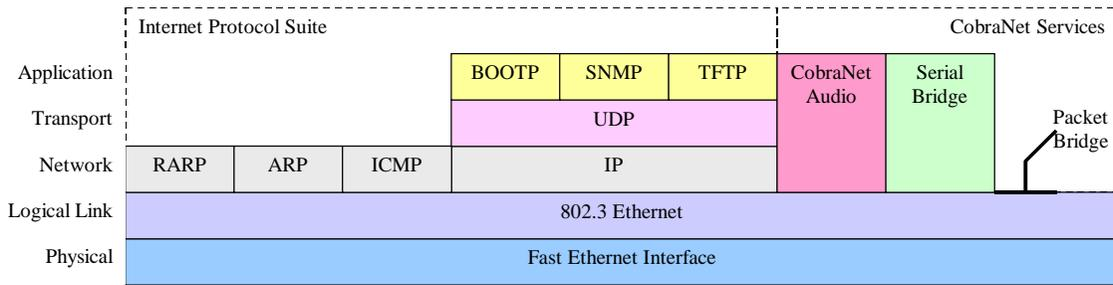 Internet Protocol Suite
CobraNet Services
Application
BOOTP
SNMP
TFTP
CobraNet
Audio
Serial
Bridge
Transport
UDP
Packet
Bridge
Network
RARP
ARP
ICMP
IP
Logical Link
802.3 Ethernet
Physical
Fast Ethernet Interface